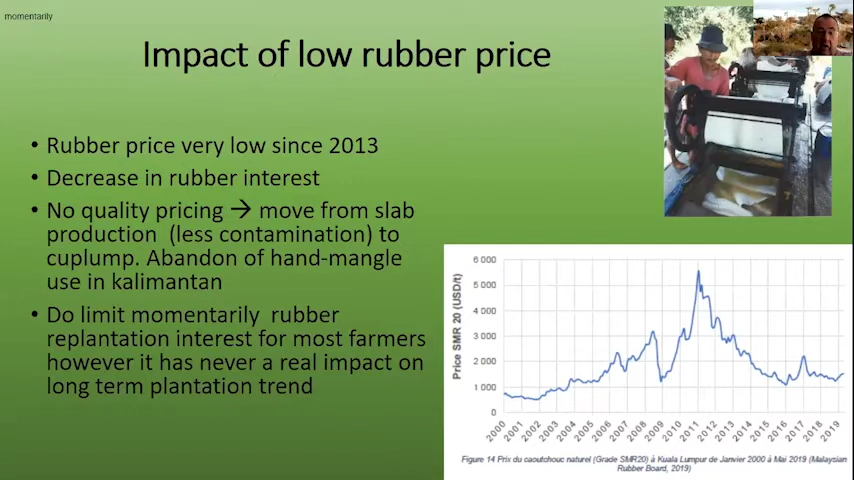 momentarily
Impact of low rubber price
• Rubber price very low since 2013
• Decrease in rubber interest
• No quality pricing → move from slab
production (less contamination) to
cuplump. Abandon of hand-mangle
use in kalimantan
• Do limit momentarily rubber
replantation interest for most farmers
however it has never a real impact on
long term plantation trend
Price SMR 20 (USD/t)
6 000
5 000
4 000
3 000
2 000
1 000
0
2000 2001 2002 2003 2004 2005 2006 2007 2008 2009 2010 2011 2012 2013 2014 2015 2016 2017 2018 2019
Figure 14 Prix du caoutchouc naturel (Grade SMR20) à Kuala Lumpur de Janvier 2000 à Mai 2019 (Malaysian
Rubber Board, 2019)